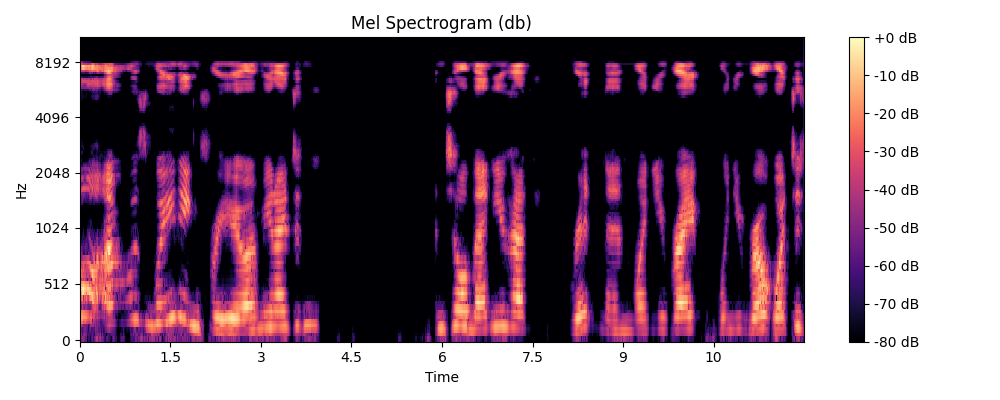 Mel Spectrogram (db)
Hz
8192
4096
2048
1024
512
0
0 1.5 3 4.5 6 7.5 9 10
Time
+0 dB
-10 dB
-20 dB
-30 dB
-40 dB
-50 dB
-60 dB
-70 dB
-80 dB